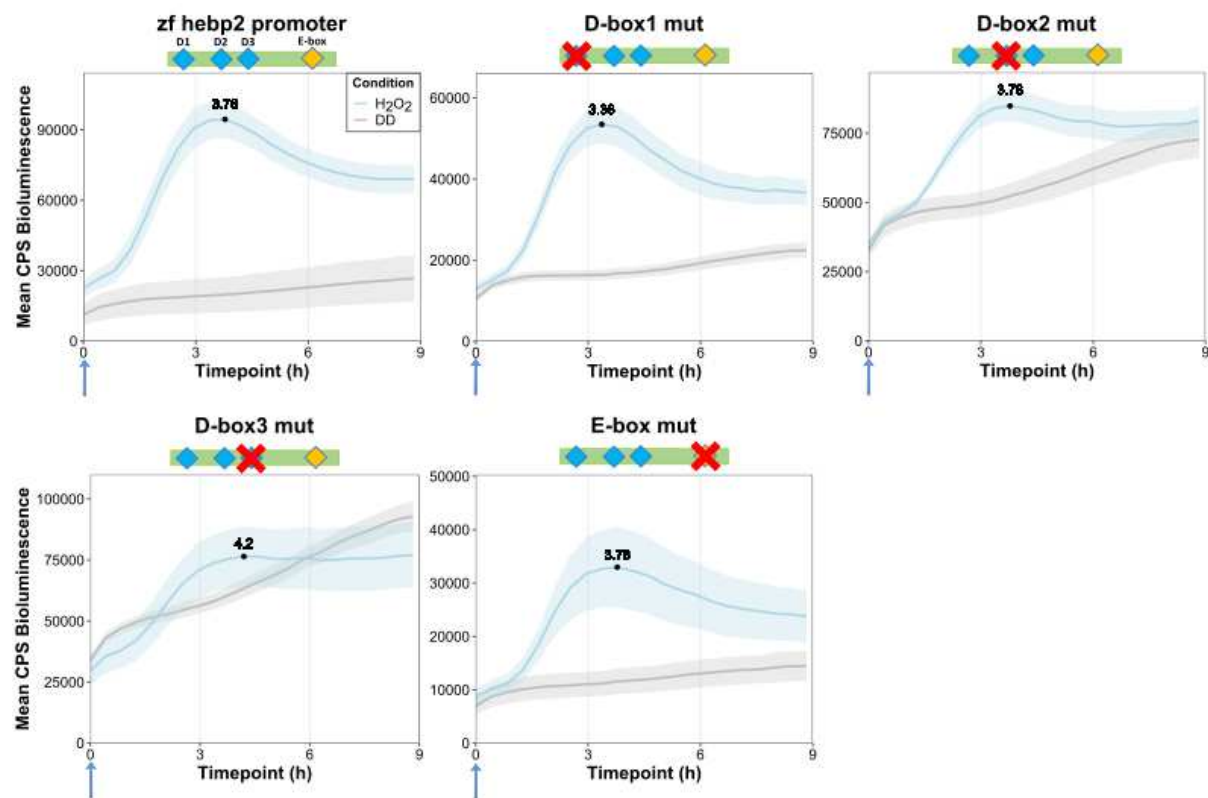 zf hebp2 promoter
D1 D2 D3 E-box
D-box1 mut
D-box2 mut
Mean CPS Bioluminescence
90000
60000
30000
0
Condition
H2O2
DD
3.78
0 3 6 9
Timepoint (h)
60000
40000
20000
0
3.36
0 3 6 9
Timepoint (h)
75000
50000
25000
0
3.78
0 3 6 9
Timepoint (h)
D-box3 mut
E-box mut
Mean CPS Bioluminescence
100000
75000
50000
25000
0
4.2
0 3 6 9
Timepoint (h)
50000
40000
30000
20000
10000
0
3.78
0 3 6 9
Timepoint (h)